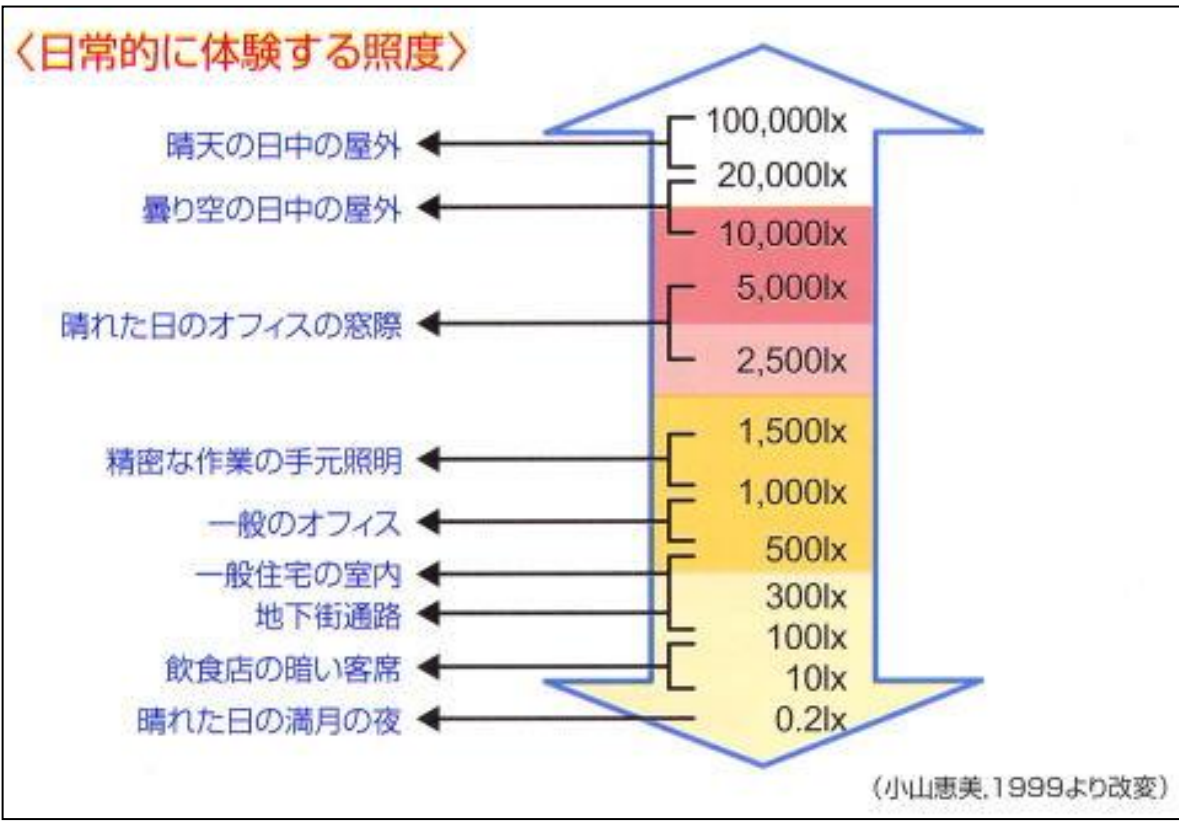 〈日常的に体験する照度〉
100,000lx
晴天の日中の屋外
20,000lx
曇り空の日中の屋外
10,000lx
5,000lx
晴れた日のオフィスの窓際
2,500lx
1,500lx
精密な作業の手元照明
1,000lx
一般のオフィス
500lx
一般住宅の室内
300lx
地下街通路
100lx
飲食店の暗い客席
10lx
晴れた日の満月の夜
0.2lx
(小山恵美,1999より改変)